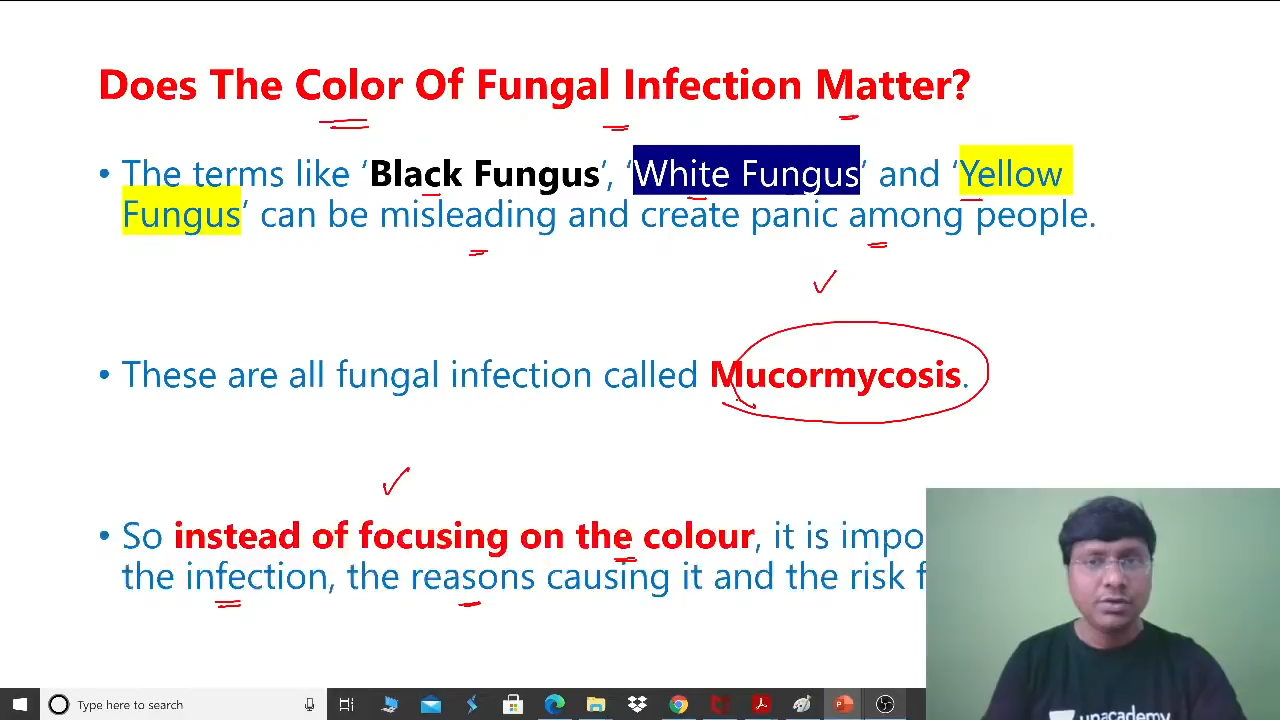 Does The Color Of Fungal Infection Matter?
• The terms like ‘Black Fungus’, ‘White Fungus’ and ‘Yellow
Fungus’ can be misleading and create panic among people.
• These are all fungal infection called Mucormycosis.
• So instead of focusing on the colour, it is impo
the infection, the reasons causing it and the risk f
unacademy
Type here to search